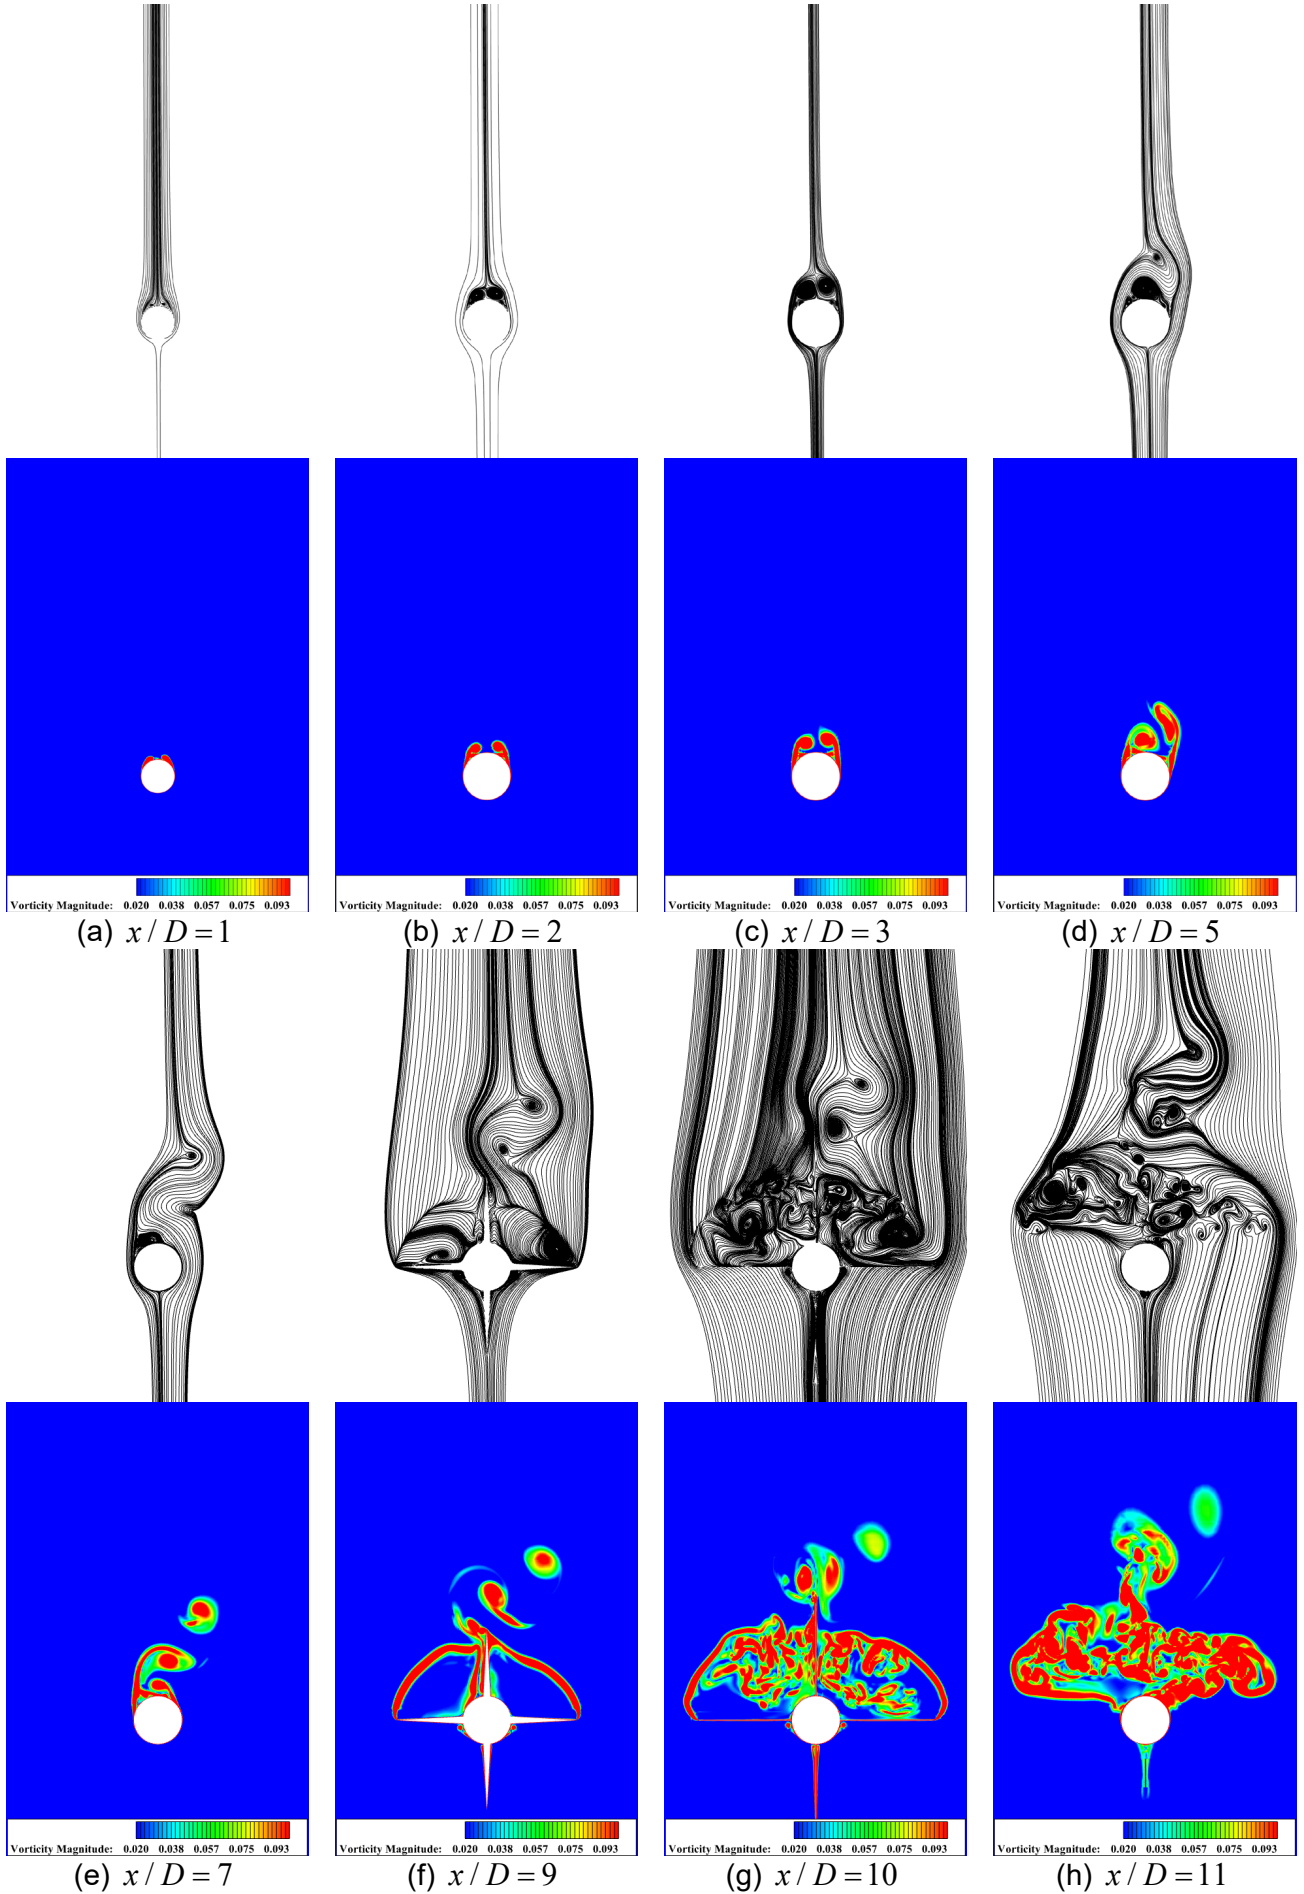 Vorticity Magnitude: 0.020 0.038 0.057 0.075 0.093
Vorticity Magnitude: 0.020 0.038 0.057 0.075 0.093
Vorticity Magnitude: 0.020 0.038 0.057 0.075 0.093
Vorticity Magnitude: 0.020 0.038 0.057 0.075 0.093
(a) x / D = 1
(b) x / D = 2
(c) x / D = 3
(d) x / D = 5
Vorticity Magnitude: 0.020 0.038 0.057 0.075 0.093
Vorticity Magnitude: 0.020 0.038 0.057 0.075 0.093
Vorticity Magnitude: 0.020 0.038 0.057 0.075 0.093
Vorticity Magnitude: 0.020 0.038 0.057 0.075 0.093
(e) x / D = 7
(f) x / D = 9
(g) x / D = 10
(h) x / D = 11